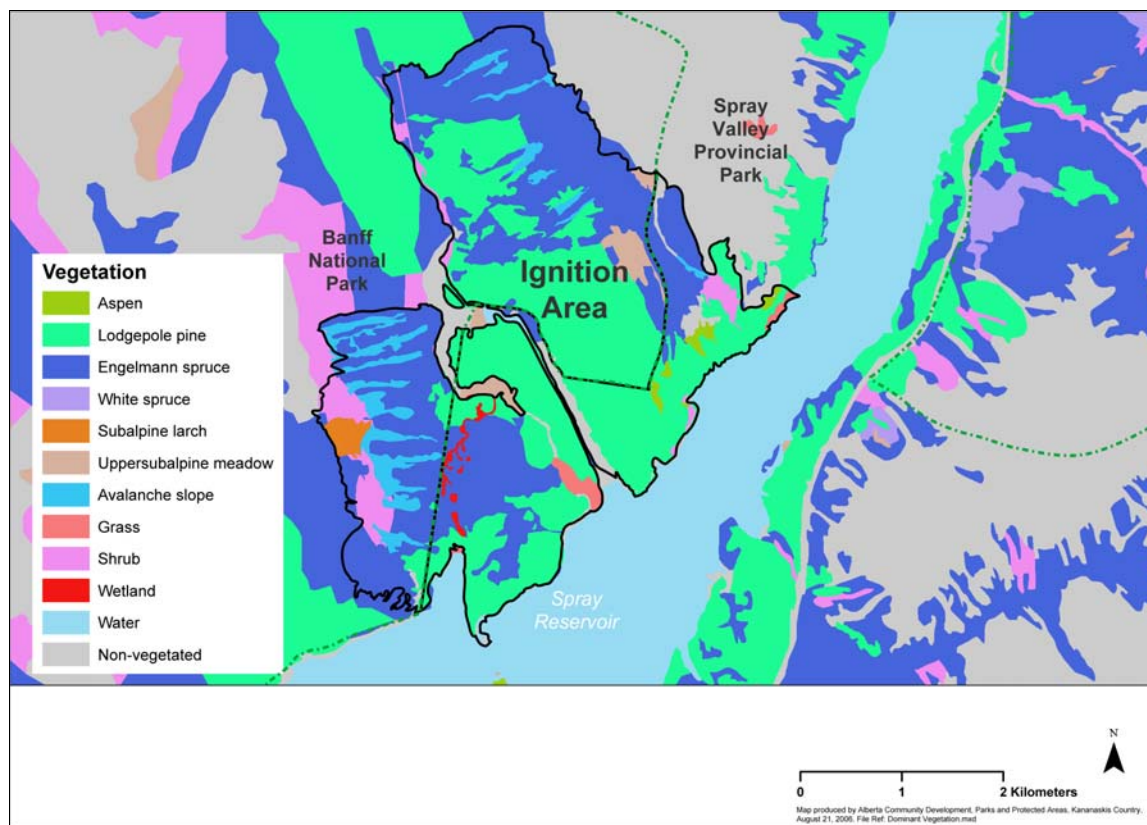 Spray
Valley
Provincial
Park
Banff
National
Park
Ignition
Area
Vegetation
Aspen
Lodgepole pine
Engelmann spruce
White spruce
Subalpine larch
Uppersubalpine meadow
Avalanche slope
Grass
Shrub
Wetland
Water
Non-vegetated
Spray
Reservoir
N
0 1 2 Kilometers
Map produced by Alberta Community Development, Parks and Protected Areas, Kananaskis Country.
August 21, 2006. File Ref: Dominant Vegetation.mxd